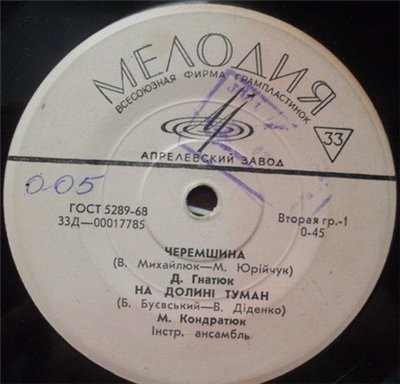 МЕЛОДИЯ
ВСЕСОЮЗНАЯ ФИРМА ГРАМПЛАСТИНОК
33
АПРЕЛЕВСКИЙ ЗАВОД
005
ГОСТ 5289-68
33Д—00017785
Вторая гр.-1
0-45
ЧЕРЕМШИНА
(В. Михайлюк—М. Юрійчук)
Д. Гнатюк
НА ДОЛИНІ ТУМАН
(Б. Буєвський—В. Діденко)
М. Кондратюк
Інстр. ансамбль